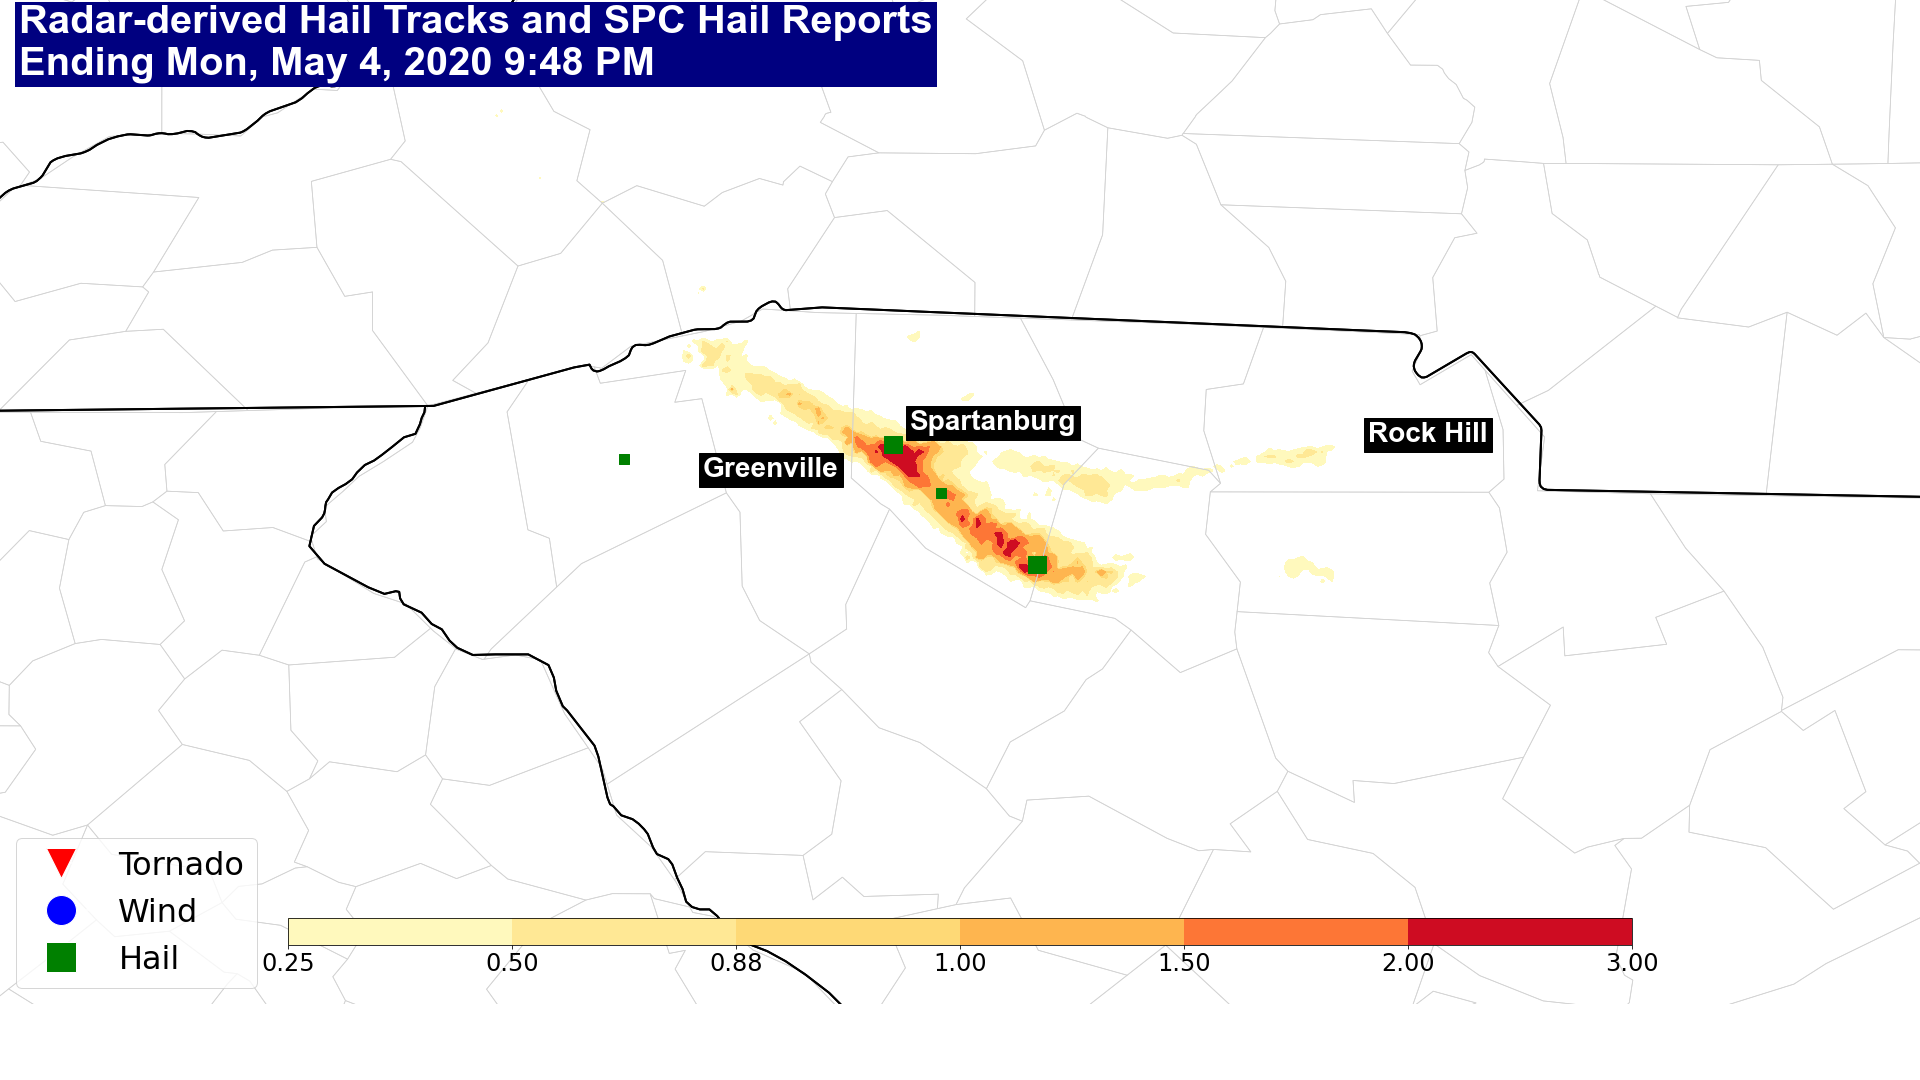 Radar-derived Hail Tracks and SPC Hail Reports
Ending Mon, May 4, 2020 9:48 PM
Spartanburg
Rock Hill
Greenville
Tornado
Wind
Hail
0.25 0.50 0.88 1.00 1.50 2.00 3.00